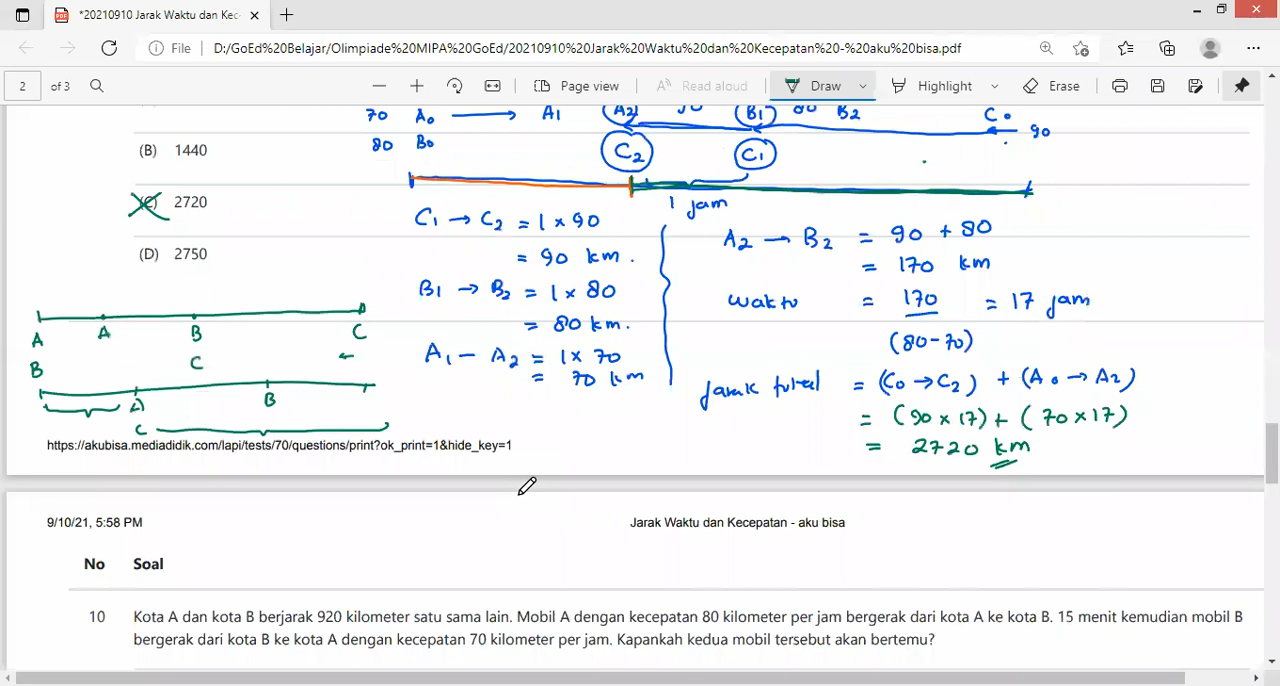 *20210910 Jarak Waktu dan Kec
File
D:/GoEd%20Belajar/Olimpiade%20MIPA%20GoEd/20210910%20Jarak%20Waktu%20dan%20Kecepatan%20-%20aku%20bisa.pdf
2 of 3
Page view
Read aloud
Draw
Highlight
Erase
70 A0 → A1 A2 B1 80 B2 C0 90
80 B0
(B) 1440
C2 C1
(C) 2720
1 jam
(D) 2750
C1 → C2 = 1 x 90
= 90 km.
B1 → B2 = 1 x 80
= 80 km.
A1 - A2 = 1x 70
= 70 km
A2 → B2 = 90 + 80
= 170 km
waktu = 170 = 17 jam
(80-70)
Jarak total = (C0 → C2) + (A0 → A2)
= (90 x 17) + (70 x 17)
= 2720 km
A A B C
B C ←
A B
C
https://akubisa.mediadidik.com/lapi/tests/70/questions/print?ok_print=1&hide_key=1
9/10/21, 5:58 PM
Jarak Waktu dan Kecepatan - aku bisa
No Soal
10 Kota A dan kota B berjarak 920 kilometer satu sama lain. Mobil A dengan kecepatan 80 kilometer per jam bergerak dari kota A ke kota B. 15 menit kemudian mobil B
bergerak dari kota B ke kota A dengan kecepatan 70 kilometer per jam. Kapankah kedua mobil tersebut akan bertemu?